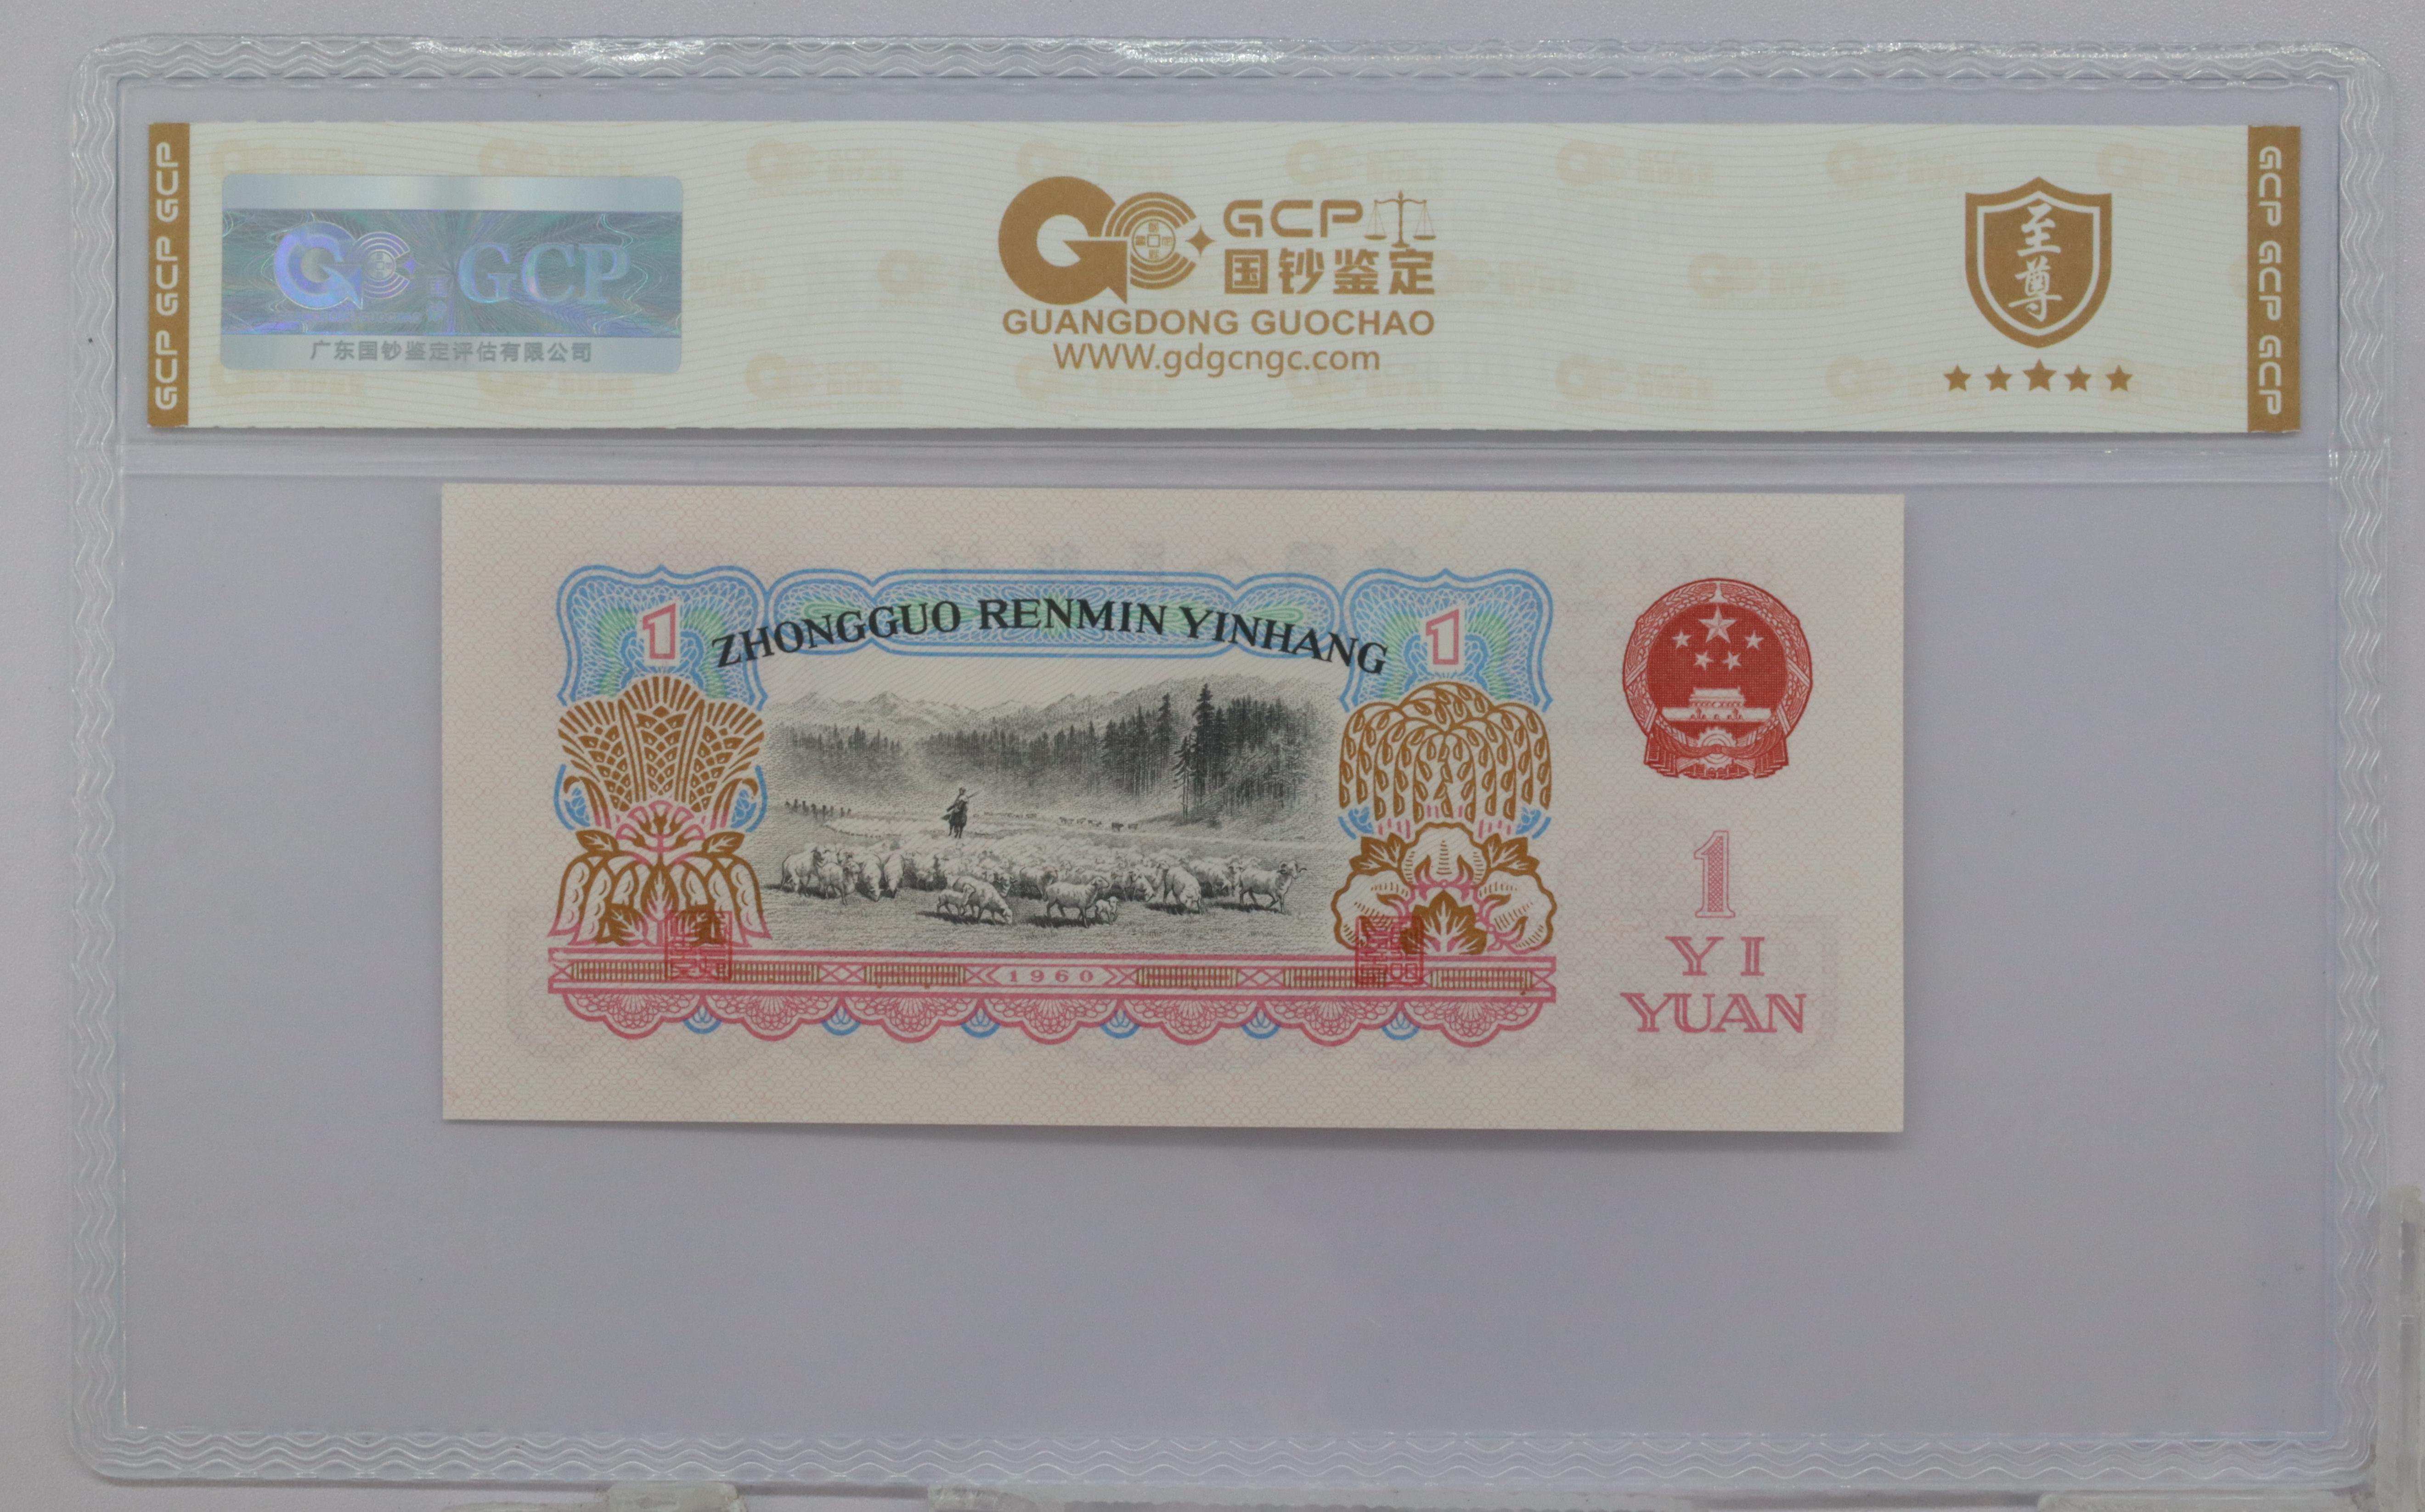 GCP GCP GCP
GCP
广东国钞鉴定评估有限公司
GCP
国钞鉴定
GUANGDONG GUOCHAO
WWW.gdgcngc.com
至尊
GCP GCP GCP
1 ZHONGGUO RENMIN YINHANG 1
1960
1
YI
YUAN